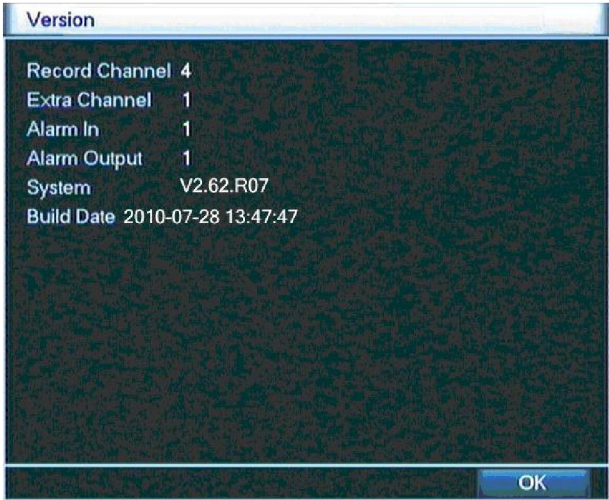 Version
Record Channel 4
Extra Channel 1
Alarm In 1
Alarm Output 1
System V2.62.R07
Build Date 2010-07-28 13:47:47
OK